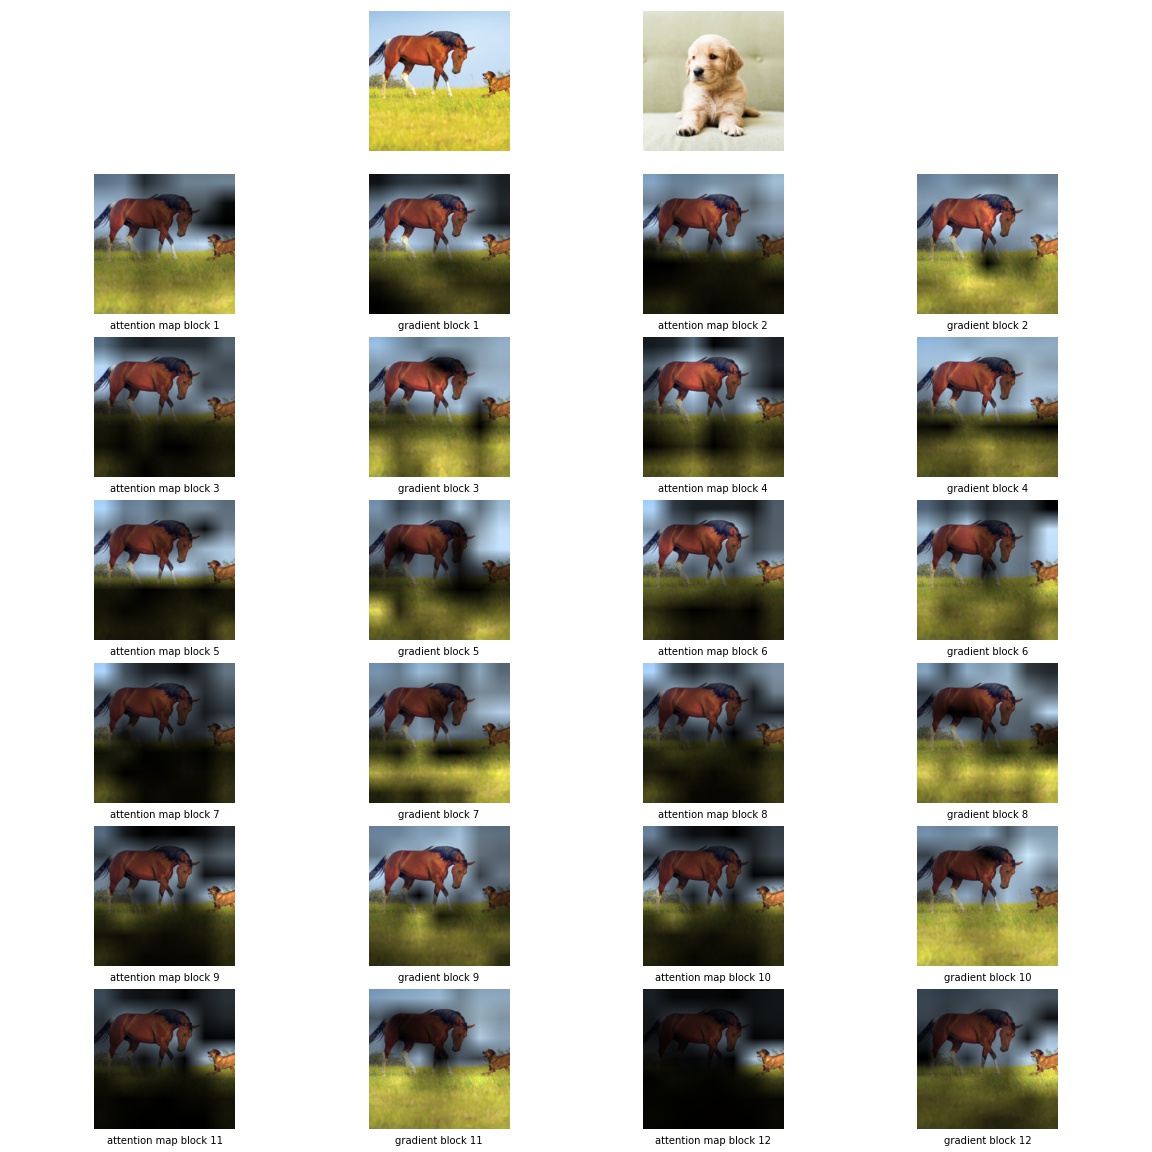 attention map block 1
gradient block 1
attention map block 2
gradient block 2
attention map block 3
gradient block 3
attention map block 4
gradient block 4
attention map block 5
gradient block 5
attention map block 6
gradient block 6
attention map block 7
gradient block 7
attention map block 8
gradient block 8
attention map block 9
gradient block 9
attention map block 10
gradient block 10
attention map block 11
gradient block 11
attention map block 12
gradient block 12